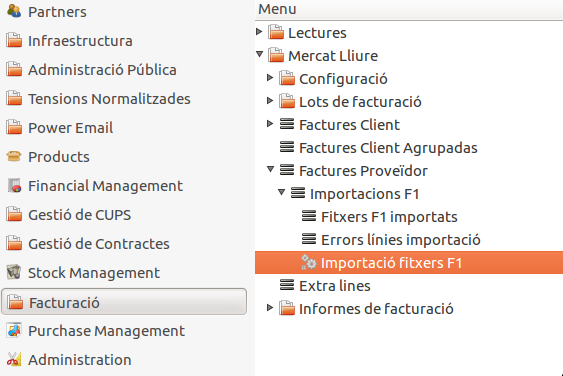 Partners
Infraestructura
Administració Pública
Tensions Normalitzades
Power Email
Products
Financial Management
Gestió de CUPS
Gestió de Contractes
Stock Management
Facturació
Purchase Management
Administration
Menu
Lectures
Mercat Lliure
Configuració
Lots de facturació
Factures Client
Factures Client Agrupadas
Factures Proveïdor
Importacions F1
Fitxers F1 importats
Errors línies importació
Importació fitxers F1
Extra lines
Informes de facturació